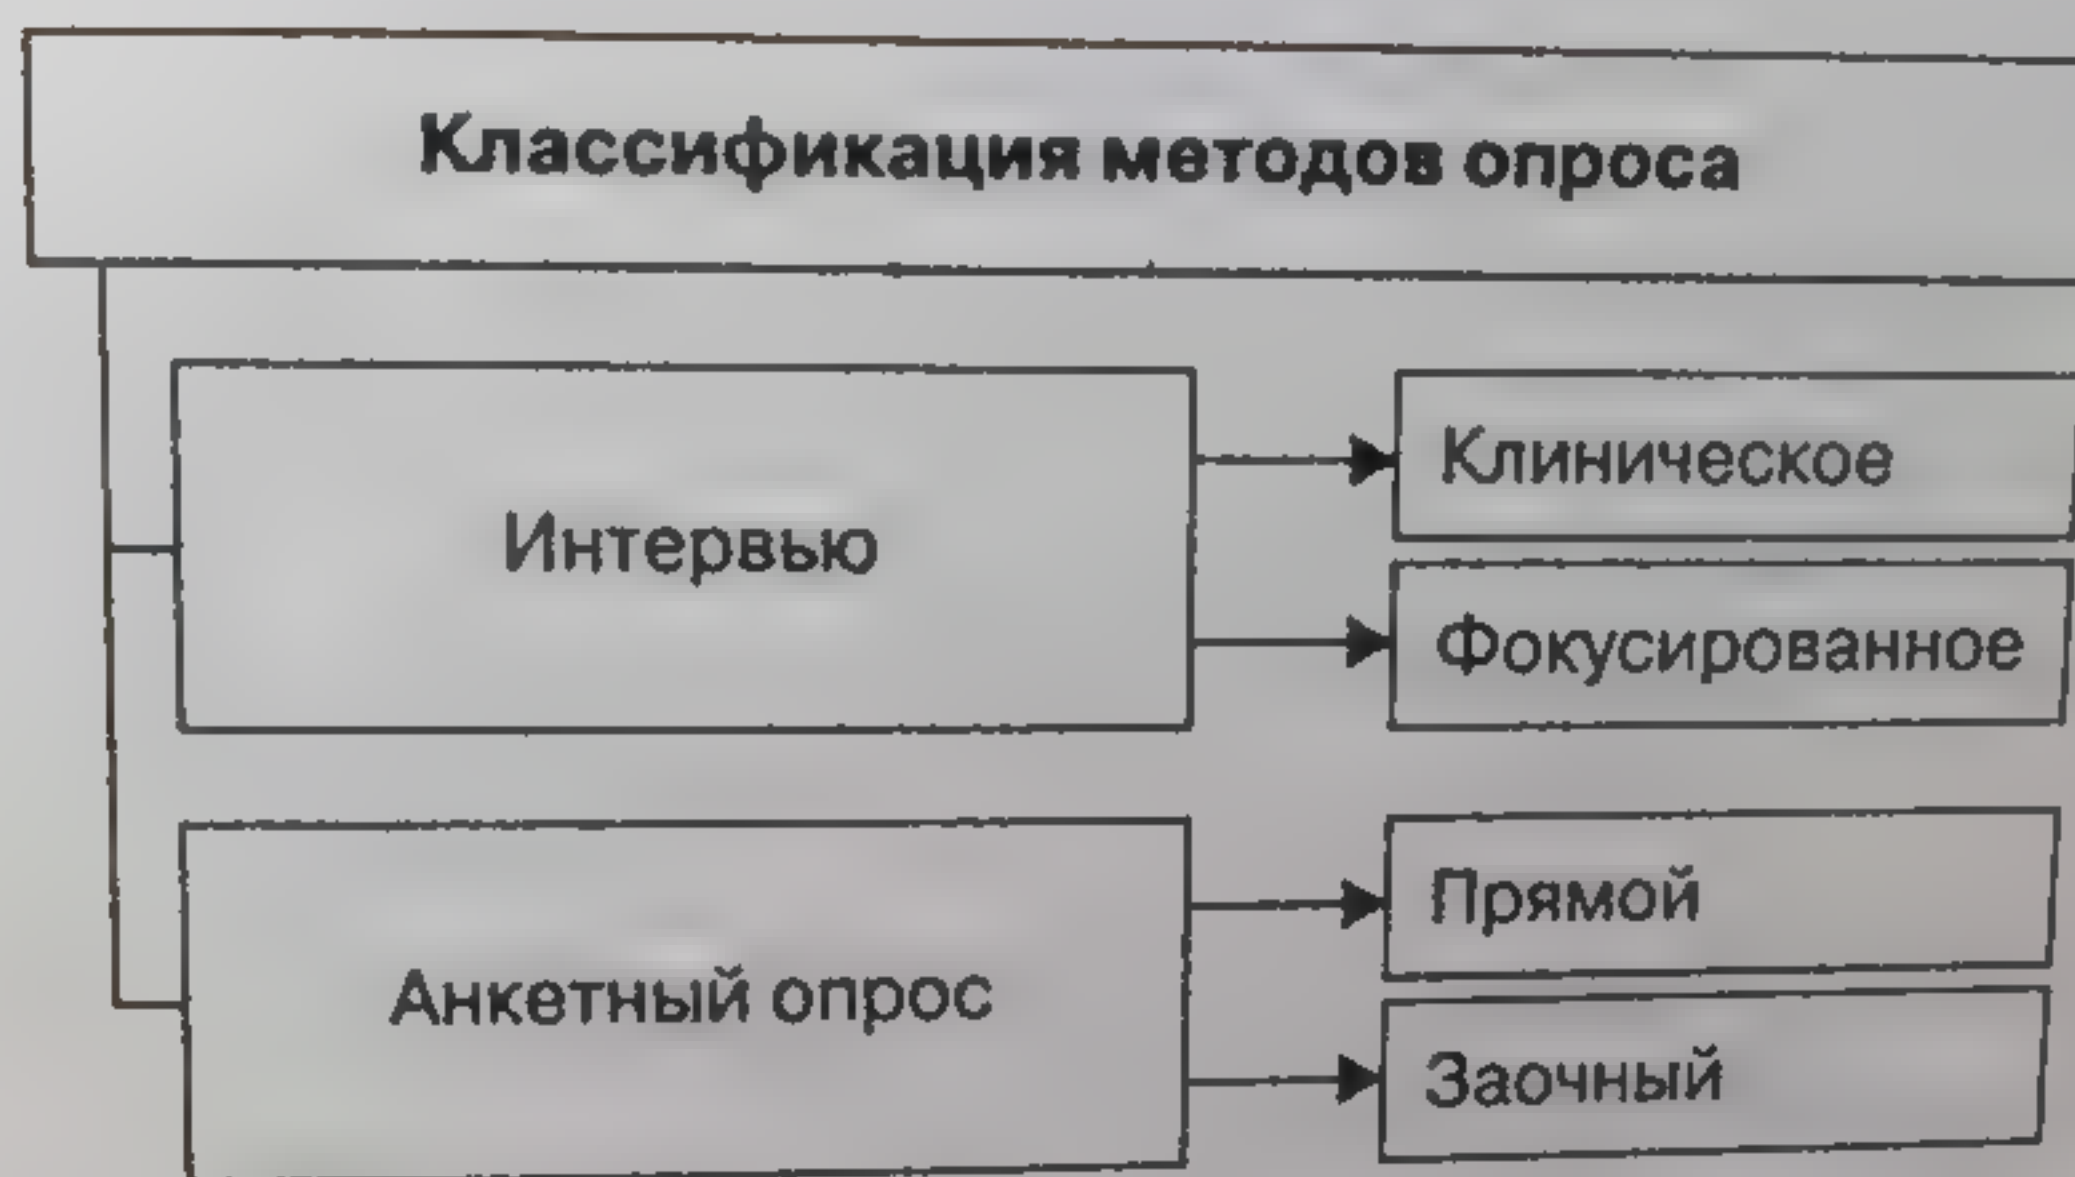 Классификация методов опроса
Интервью
Клиническое
Фокусированное
Анкетный опрос
Прямой
Заочный